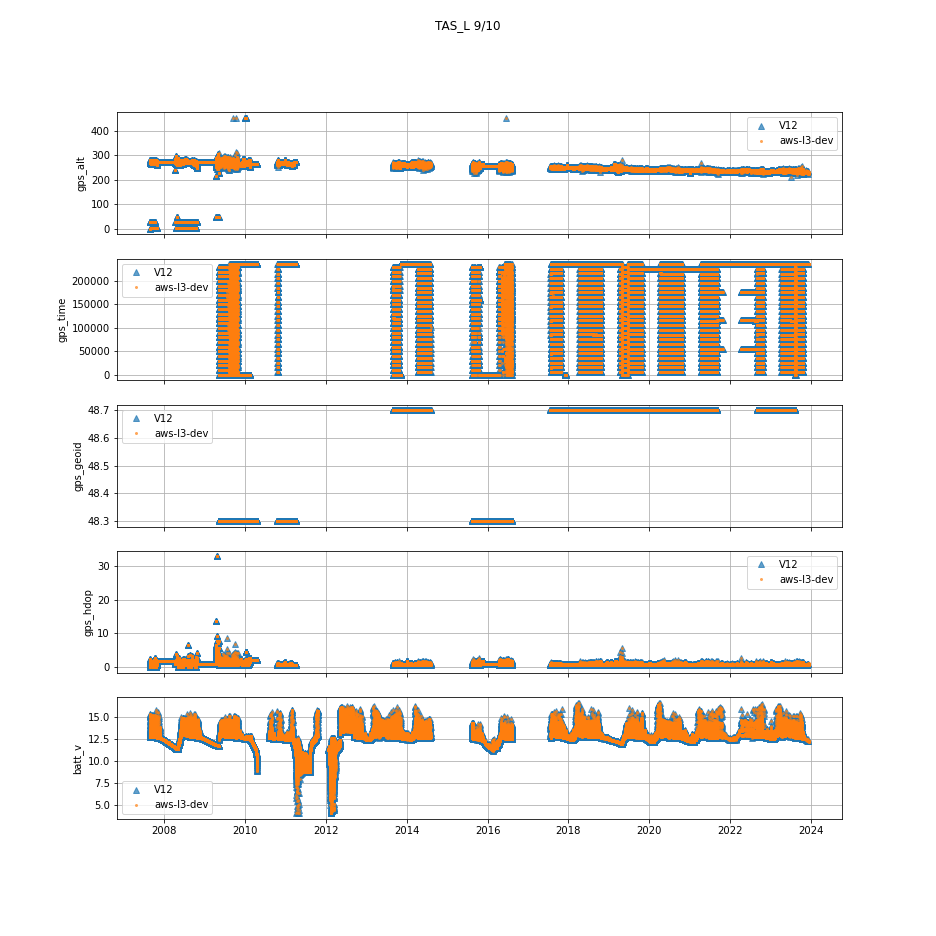 TAS_L 9/10
400
300
200
100
0
gps_alt
V12
aws-l3-dev
200000
150000
100000
50000
0
gps_time
V12
aws-l3-dev
48.7
48.6
48.5
48.4
48.3
gps_geoid
V12
aws-l3-dev
30
20
10
0
gps_hdop
V12
aws-l3-dev
15.0
12.5
10.0
7.5
5.0
batt_v
V12
aws-l3-dev
2008 2010 2012 2014 2016 2018 2020 2022 2024